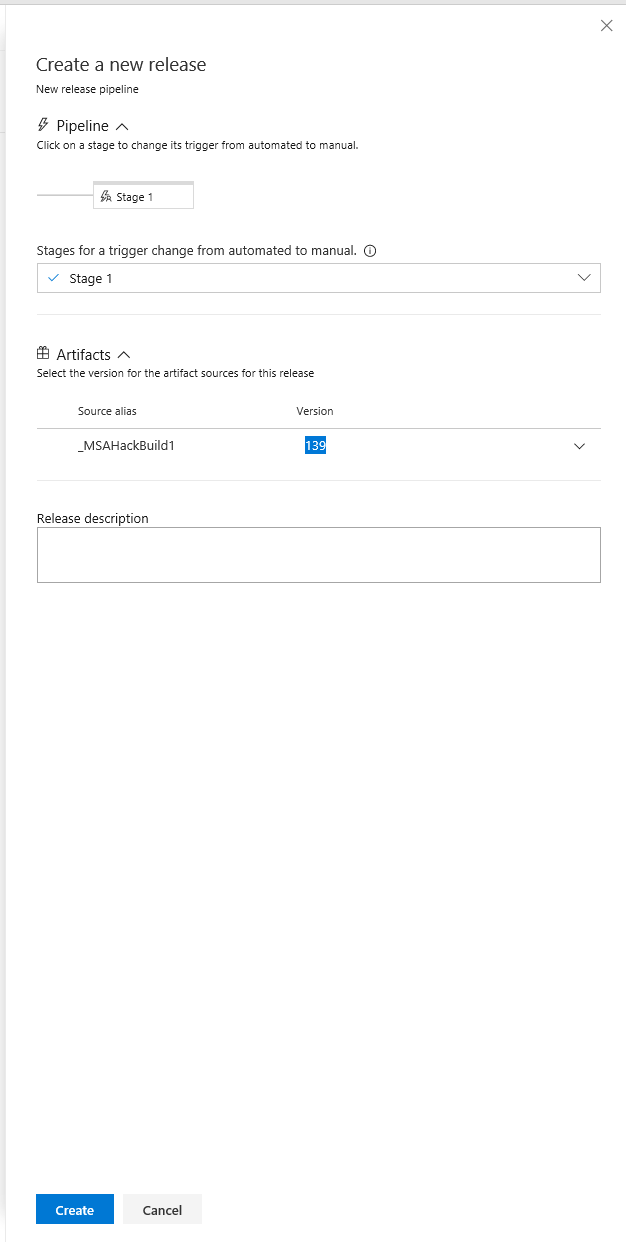 Create a new release
New release pipeline
Pipeline
Click on a stage to change its trigger from automated to manual.
Stage 1
Stages for a trigger change from automated to manual.
Stage 1
Artifacts
Select the version for the artifact sources for this release
Source alias Version
_MSAHackBuild1 139
Release description
Create Cancel